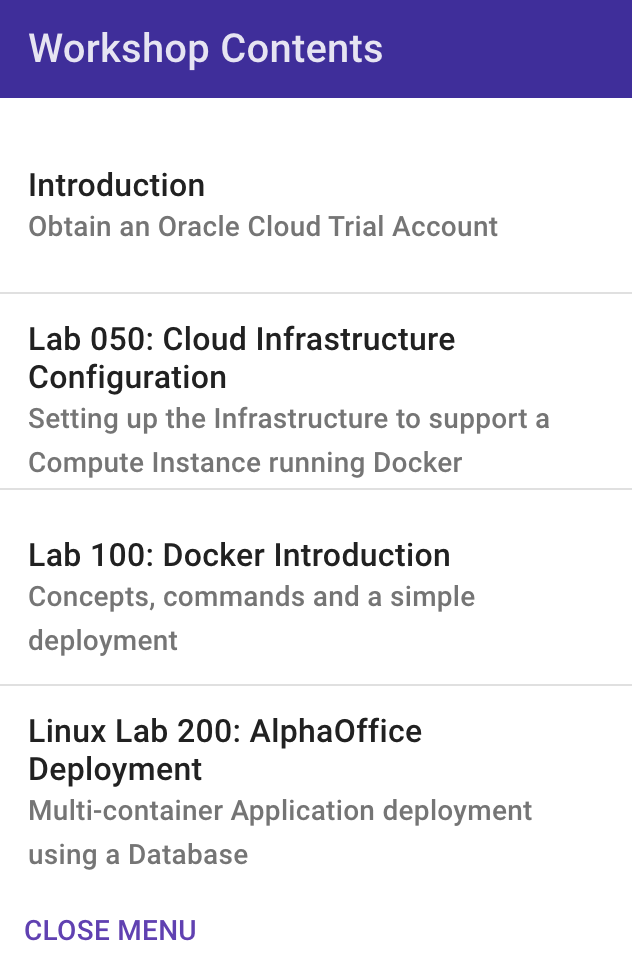 Workshop Contents
Introduction
Obtain an Oracle Cloud Trial Account
Lab 050: Cloud Infrastructure
Configuration
Setting up the Infrastructure to support a
Compute Instance running Docker
Lab 100: Docker Introduction
Concepts, commands and a simple
deployment
Linux Lab 200: AlphaOffice
Deployment
Multi-container Application deployment
using a Database
CLOSE MENU